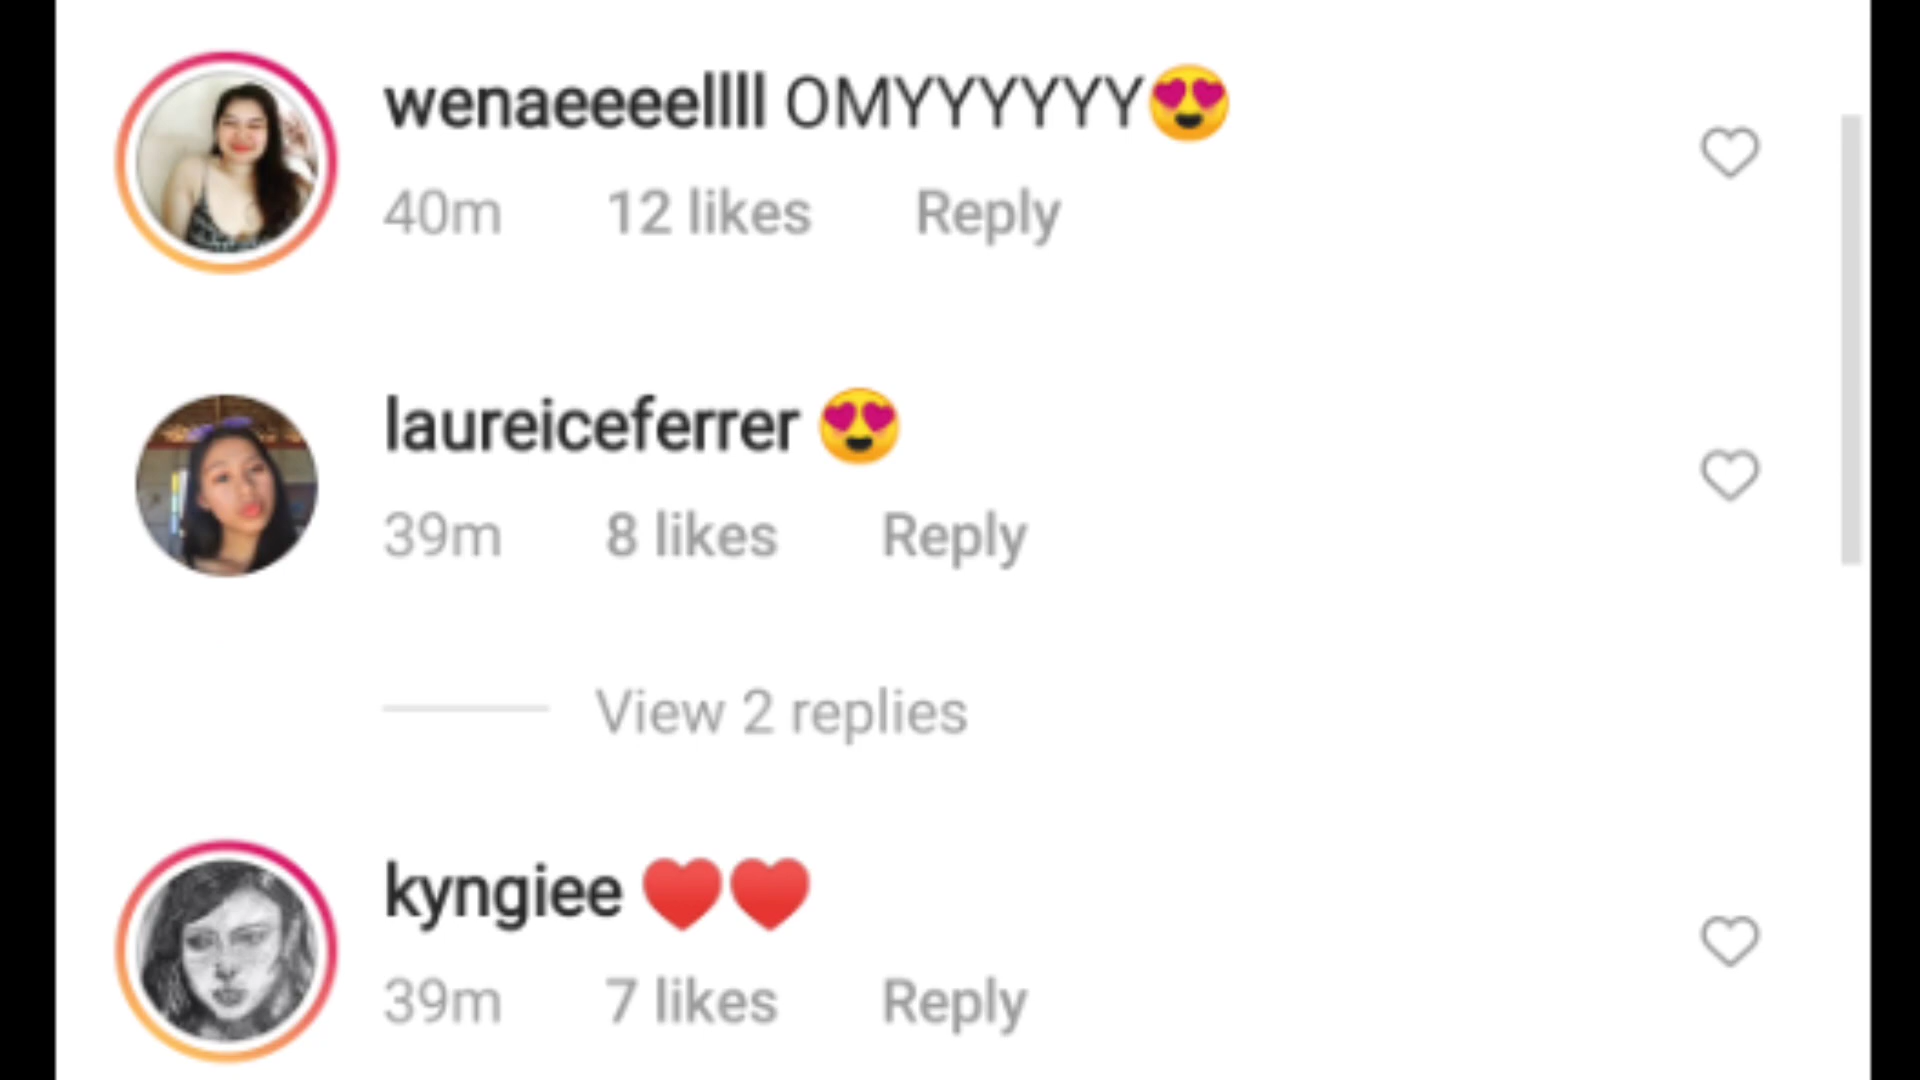 wenaeeeellll OMYYYYYY😍
40m 12 likes Reply
laureiceferrer 😍
39m 8 likes Reply
View 2 replies
kyngiee ❤️❤️
39m 7 likes Reply